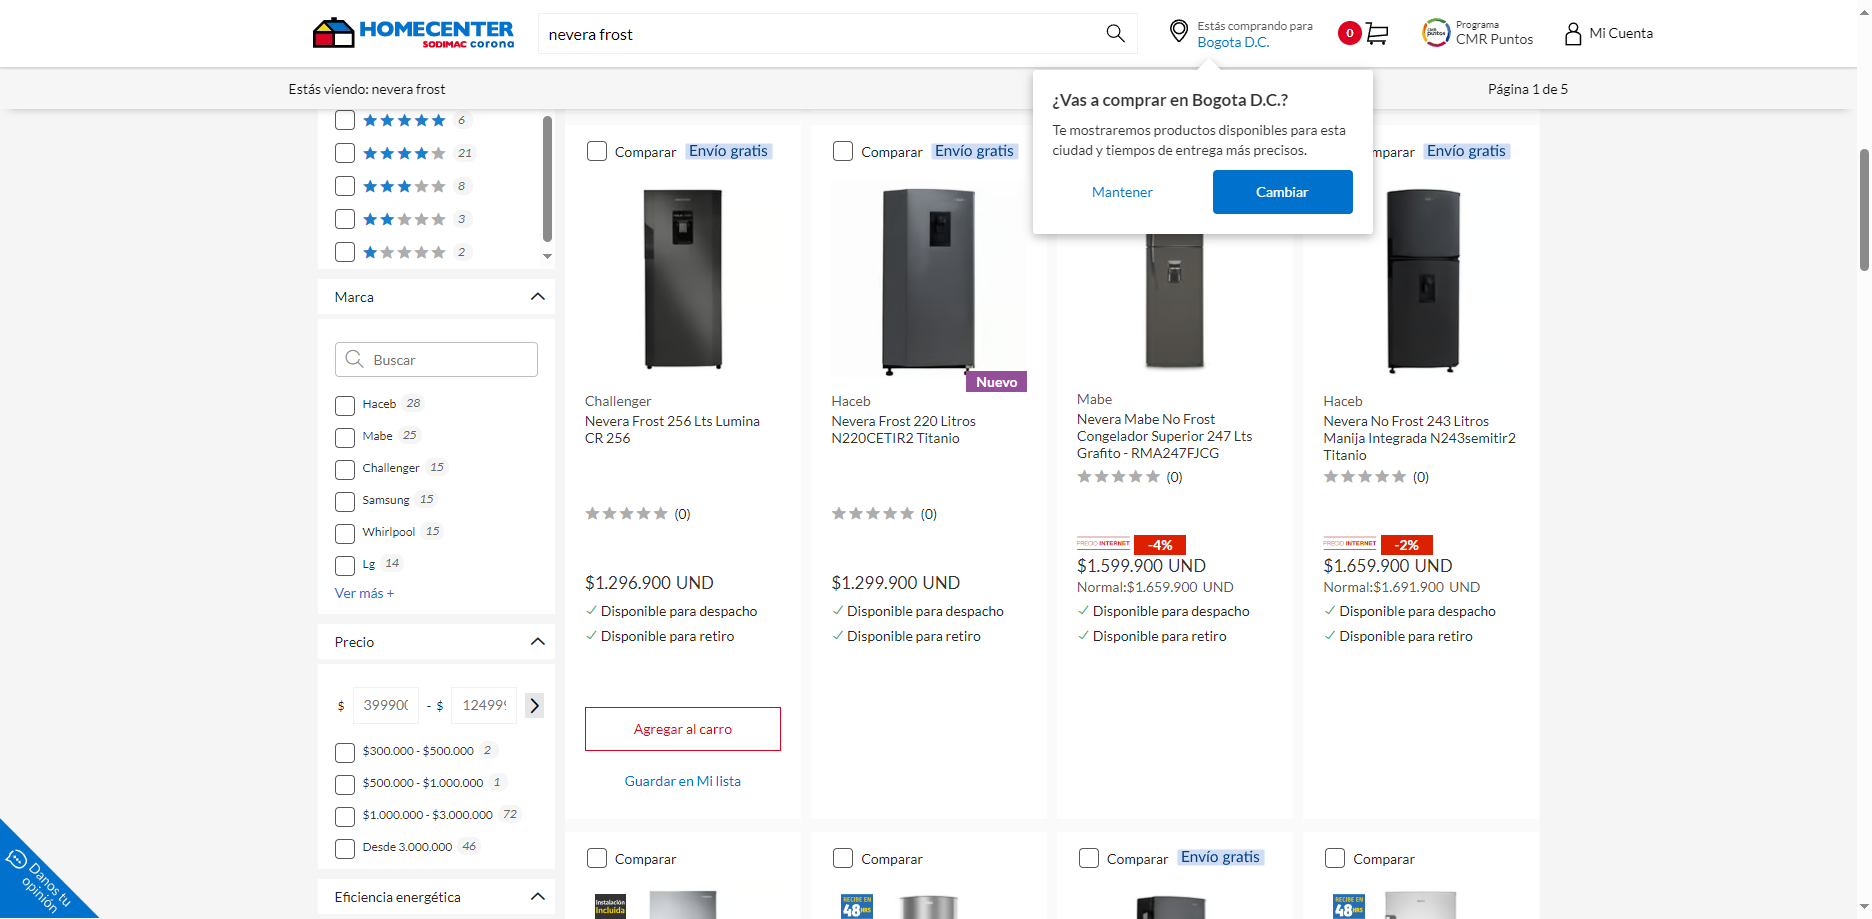 HOMECENTER
SODIMAC corona
nevera frost
Estás comprando para
Bogota D.C.
0
Programa
CMR Puntos
Mi Cuenta
Estás viendo: nevera frost
Página 1 de 5
¿Vas a comprar en Bogota D.C.?
Te mostraremos productos disponibles para esta
ciudad y tiempos de entrega más precisos.
Mantener
Cambiar
6
21
8
3
2
Marca
Buscar
Haceb 28
Mabe 25
Challenger 15
Samsung 15
Whirlpool 15
Lg 14
Ver más +
Precio
$ 399900 - $ 12499
$300.000 - $500.000 2
$500.000 - $1.000.000 1
$1.000.000 - $3.000.000 72
Desde 3.000.000 46
Eficiencia energética
Danos tu
opinión
Comparar Envío gratis
Challenger
Nevera Frost 256 Lts Lumina
CR 256
(0)
$1.296.900 UND
Disponible para despacho
Disponible para retiro
Agregar al carro
Guardar en Mi lista
Comparar Envío gratis
Nuevo
Haceb
Nevera Frost 220 Litros
N220CETIR2 Titanio
(0)
$1.299.900 UND
Disponible para despacho
Disponible para retiro
Mabe
Nevera Mabe No Frost
Congelador Superior 247 Lts
Grafito - RMA247FJCG
(0)
PRECIO INTERNET -4%
$1.599.900 UND
Normal:$1.659.900 UND
Disponible para despacho
Disponible para retiro
mparar Envío gratis
Haceb
Nevera No Frost 243 Litros
Manija Integrada N243semitir2
Titanio
(0)
PRECIO INTERNET -2%
$1.659.900 UND
Normal:$1.691.900 UND
Disponible para despacho
Disponible para retiro
Comparar
Instalación
Incluida
Comparar
RECIBE EN
48HRS
Comparar Envío gratis
Comparar
RECIBE EN
48HRS